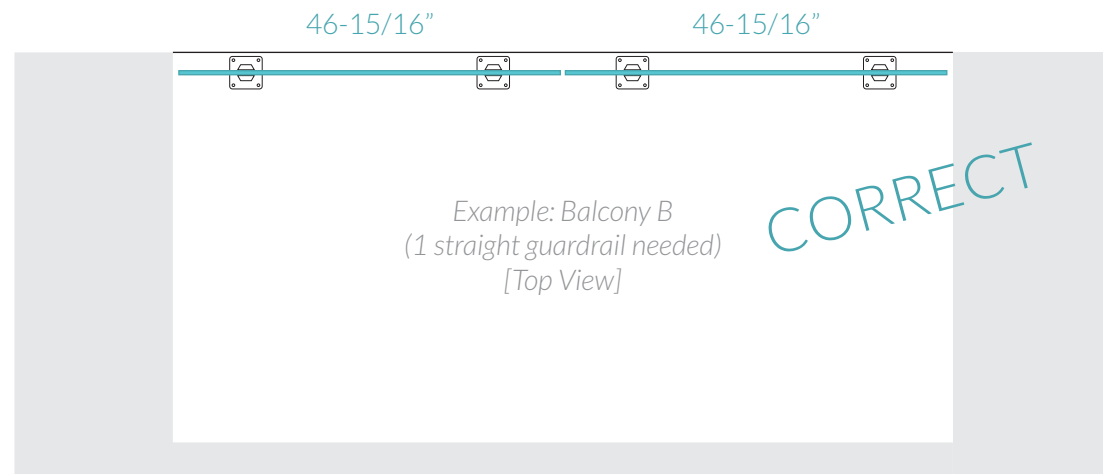 46-15/16”
46-15/16”
CORRECT
Example: Balcony B
(1 straight guardrail needed)
[Top View]